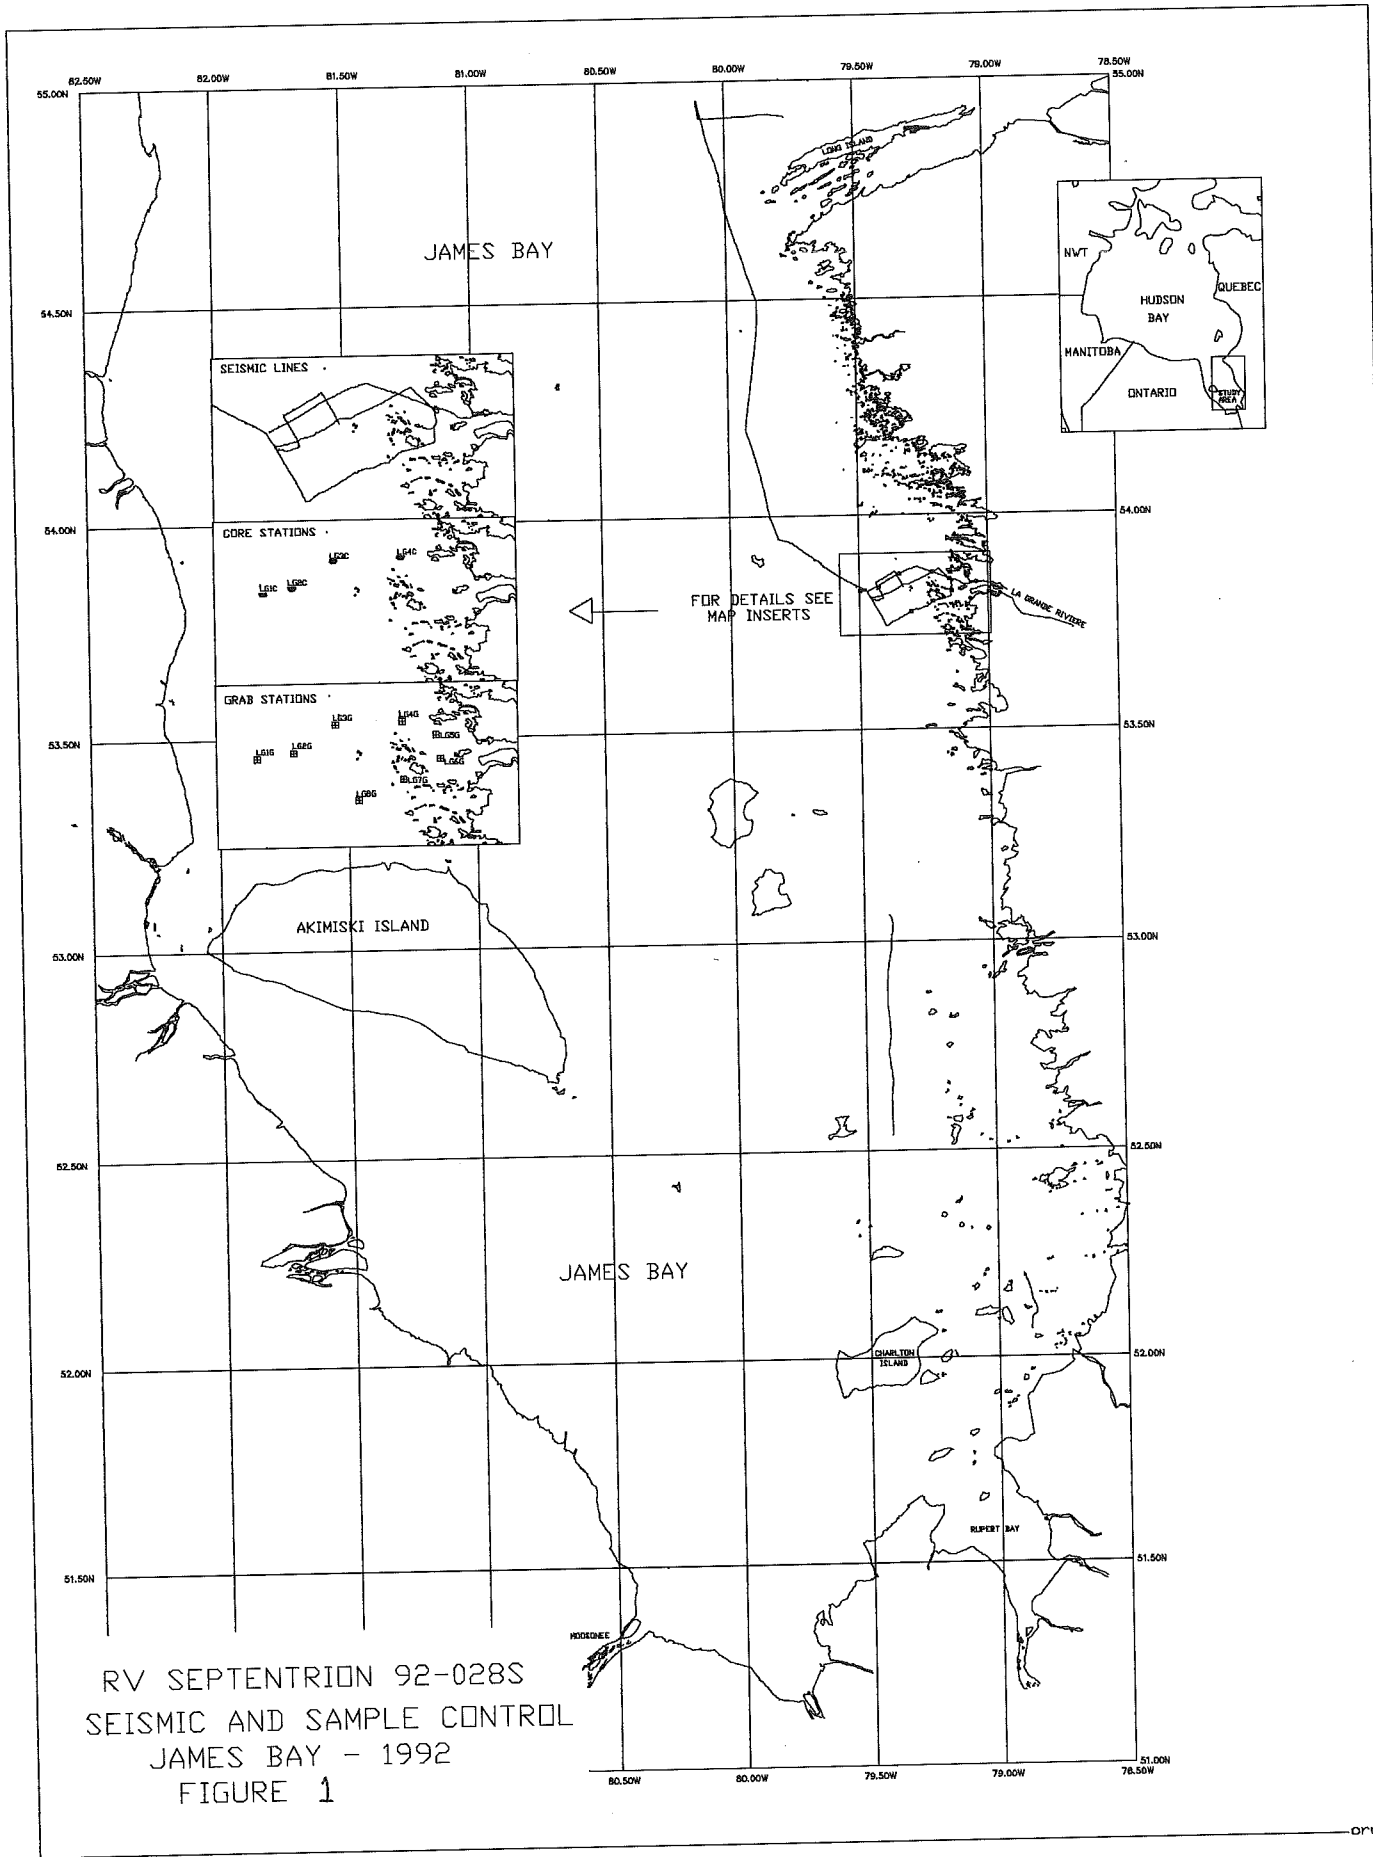 82.50W
82.00W
81.50W
81.00W
80.50W
80.00W
79.50W
79.00W
78.50W
55.00N
55.00N
LONG ISLAND
JAMES BAY
NWT
QUEBEC
HUDSON
BAY
MANITOBA
ONTARIO
STUDY
AREA
54.50N
SEISMIC LINES
54.00N
54.00N
CORE STATIONS
LG3C
LG4C
LG1C
LG2C
FOR DETAILS SEE
MAP INSERTS
LA GRANDE RIVIERE
GRAB STATIONS
LG3G
LG4G
LG5G
LG1G
LG2G
LG6G
LG7G
LG8G
53.50N
53.50N
AKIMISKI ISLAND
53.00N
53.00N
52.50N
52.50N
JAMES BAY
CHARLTON
ISLAND
52.00N
52.00N
RUPERT BAY
51.50N
51.50N
MOOSONEE
RV SEPTENTRION 92-028S
SEISMIC AND SAMPLE CONTROL
JAMES BAY - 1992
FIGURE 1
80.50W
80.00W
79.50W
79.00W
78.50W
51.00N